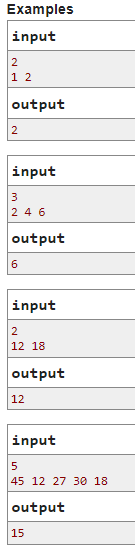 Examples
input
2
1 2
output
2
input
3
2 4 6
output
6
input
2
12 18
output
12
input
5
45 12 27 30 18
output
15